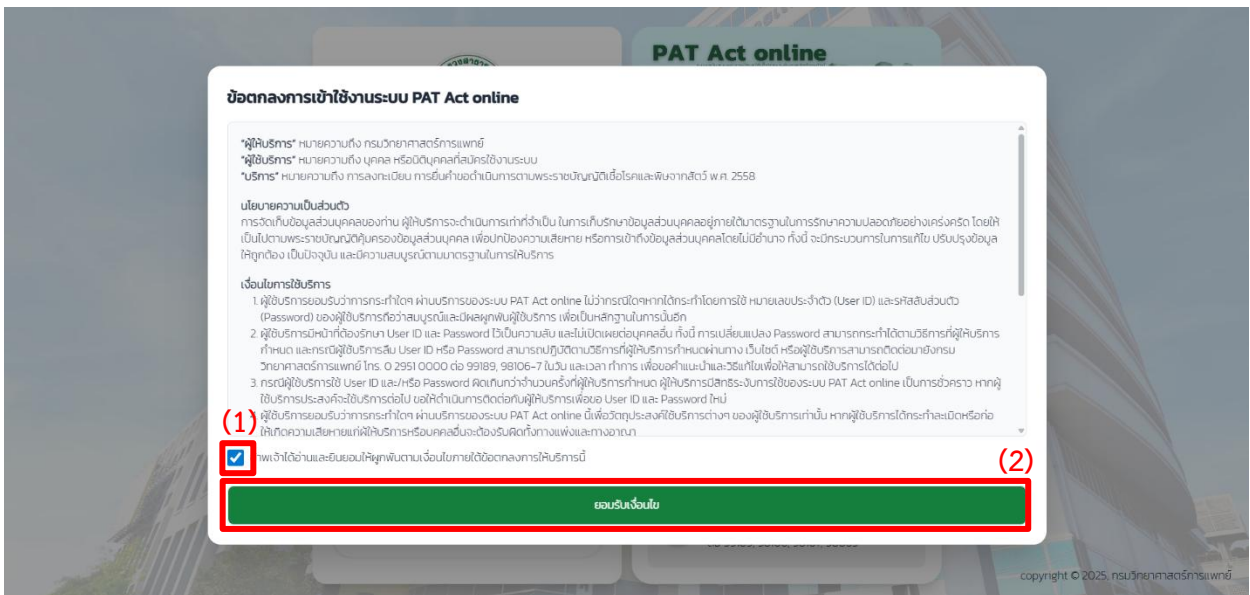 PAT Act online
ข้อตกลงการเข้าใช้งานระบบ PAT Act online
"ผู้ให้บริการ" หมายความถึง กรมวิทยาศาสตร์การแพทย์
"ผู้ใช้บริการ" หมายความถึง บุคคล หรือนิติบุคคลที่สมัครใช้งานระบบ
"บริการ" หมายความถึง การลงทะเบียน การยื่นคำขอดำเนินการตามพระราชบัญญัติเชื้อโรคและพิษจากสัตว์ พ.ศ. 2558
นโยบายความเป็นส่วนตัว
การจัดเก็บข้อมูลส่วนบุคคลของท่าน ผู้ให้บริการจะดำเนินการเท่าที่จำเป็น ในการเก็บรักษาข้อมูลส่วนบุคคลอยู่ภายใต้มาตรฐานในการรักษาความปลอดภัยอย่างเคร่งครัด โดยให้
เป็นไปตามพระราชบัญญัติคุ้มครองข้อมูลส่วนบุคคล เพื่อปกป้องความเสียหาย หรือการเข้าถึงข้อมูลส่วนบุคคลโดยไม่มีอำนาจ ทั้งนี้ จะมีกระบวนการในการแก้ไข ปรับปรุงข้อมูล
ให้ถูกต้อง เป็นปัจจุบัน และมีความสมบูรณ์ตามมาตรฐานในการให้บริการ
เงื่อนไขการใช้บริการ
1. ผู้ใช้บริการยอมรับว่าการกระทำใดๆ ผ่านบริการของระบบ PAT Act online ไม่ว่ากรณีใดๆหากได้กระทำโดยการใช้ หมายเลขประจำตัว (User ID) และรหัสลับส่วนตัว
(Password) ของผู้ใช้บริการถือว่าสมบูรณ์และมีผลผูกพันผู้ใช้บริการ เพื่อเป็นหลักฐานในการนั้นอีก
2. ผู้ใช้บริการมีหน้าที่ต้องรักษา User ID และ Password ไว้เป็นความลับ และไม่เปิดเผยต่อบุคคลอื่น ทั้งนี้ การเปลี่ยนแปลง Password สามารถกระทำได้ตามวิธีการที่ผู้ให้บริการ
กำหนด และกรณีผู้ใช้บริการลืม User ID หรือ Password สามารถปฏิบัติตามวิธีการที่ผู้ให้บริการกำหนดผ่านทาง เว็บไซต์ หรือผู้ใช้บริการสามารถติดต่อมายังกรม
วิทยาศาสตร์การแพทย์ โทร. 0 2951 0000 ต่อ 99189, 98106-7 ในวัน และเวลา ทำการ เพื่อขอคำแนะนำและวิธีแก้ไขเพื่อให้สามารถใช้บริการได้ต่อไป
3. กรณีผู้ใช้บริการใช้ User ID และ/หรือ Password ผิดเกินกว่าจำนวนครั้งที่ผู้ให้บริการกำหนด ผู้ให้บริการมีสิทธิระงับการใช้ของระบบ PAT Act online เป็นการชั่วคราว หากผู้
ใช้บริการประสงค์จะใช้บริการต่อไป ขอให้ดำเนินการติดต่อกับผู้ให้บริการเพื่อขอ User ID และ Password ใหม่
ผู้ใช้บริการยอมรับว่าการกระทำใดๆ ผ่านบริการของระบบ PAT Act online นี้เพื่อวัตถุประสงค์ใช้บริการต่างๆ ของผู้ใช้บริการเท่านั้น หากผู้ใช้บริการได้กระทำละเมิดหรือก่อ
(1) ให้เกิดความเสียหายแก่ผู้ให้บริการหรือบุคคลอื่นจะต้องรับผิดทั้งทางแพ่งและทางอาญา
พเจ้าได้อ่านและยินยอมให้ผูกพันตามเงื่อนไขภายใต้ข้อตกลงการให้บริการนี้
(2)
ยอมรับเงื่อนไข
copyright © 2025, กรมวิทยาศาสตร์การแพทย์